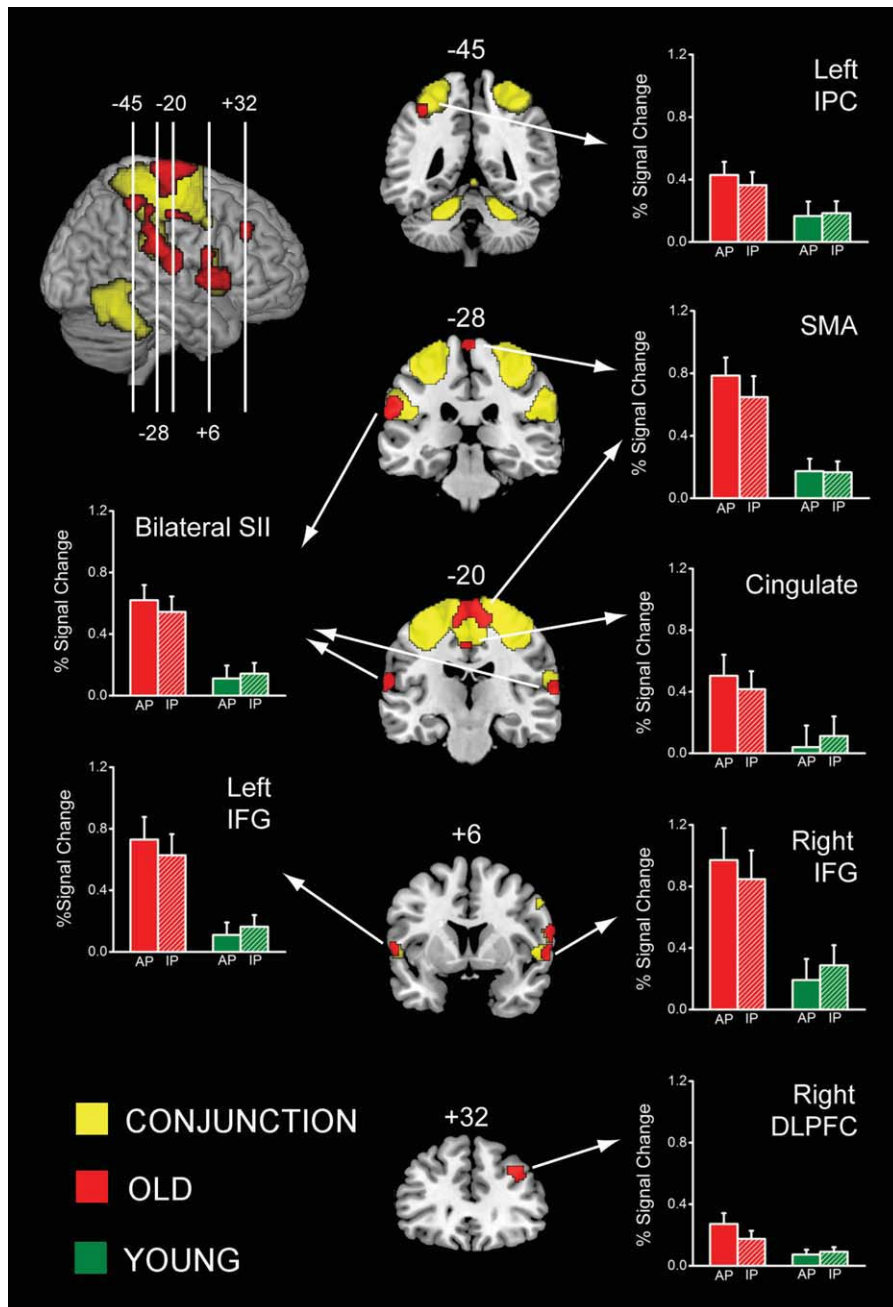 -45 -20 +32
-28 +6
-45
1.2
0.8
0.4
0.0
% Signal Change
AP IP AP IP
Left
IPC
-28
1.2
0.8
0.4
0.0
% Signal Change
AP IP AP IP
SMA
1.2
0.8
0.4
0.0
% Signal Change
AP IP AP IP
Bilateral SII
-20
1.2
0.8
0.4
0.0
% Signal Change
AP IP AP IP
Cingulate
1.2
0.8
0.4
0.0
%Signal Change
AP IP AP IP
Left
IFG
+6
1.2
0.8
0.4
0.0
% Signal Change
AP IP AP IP
Right
IFG
CONJUNCTION
OLD
YOUNG
+32
1.2
0.8
0.4
0.0
% Signal Change
AP IP AP IP
Right
DLPFC